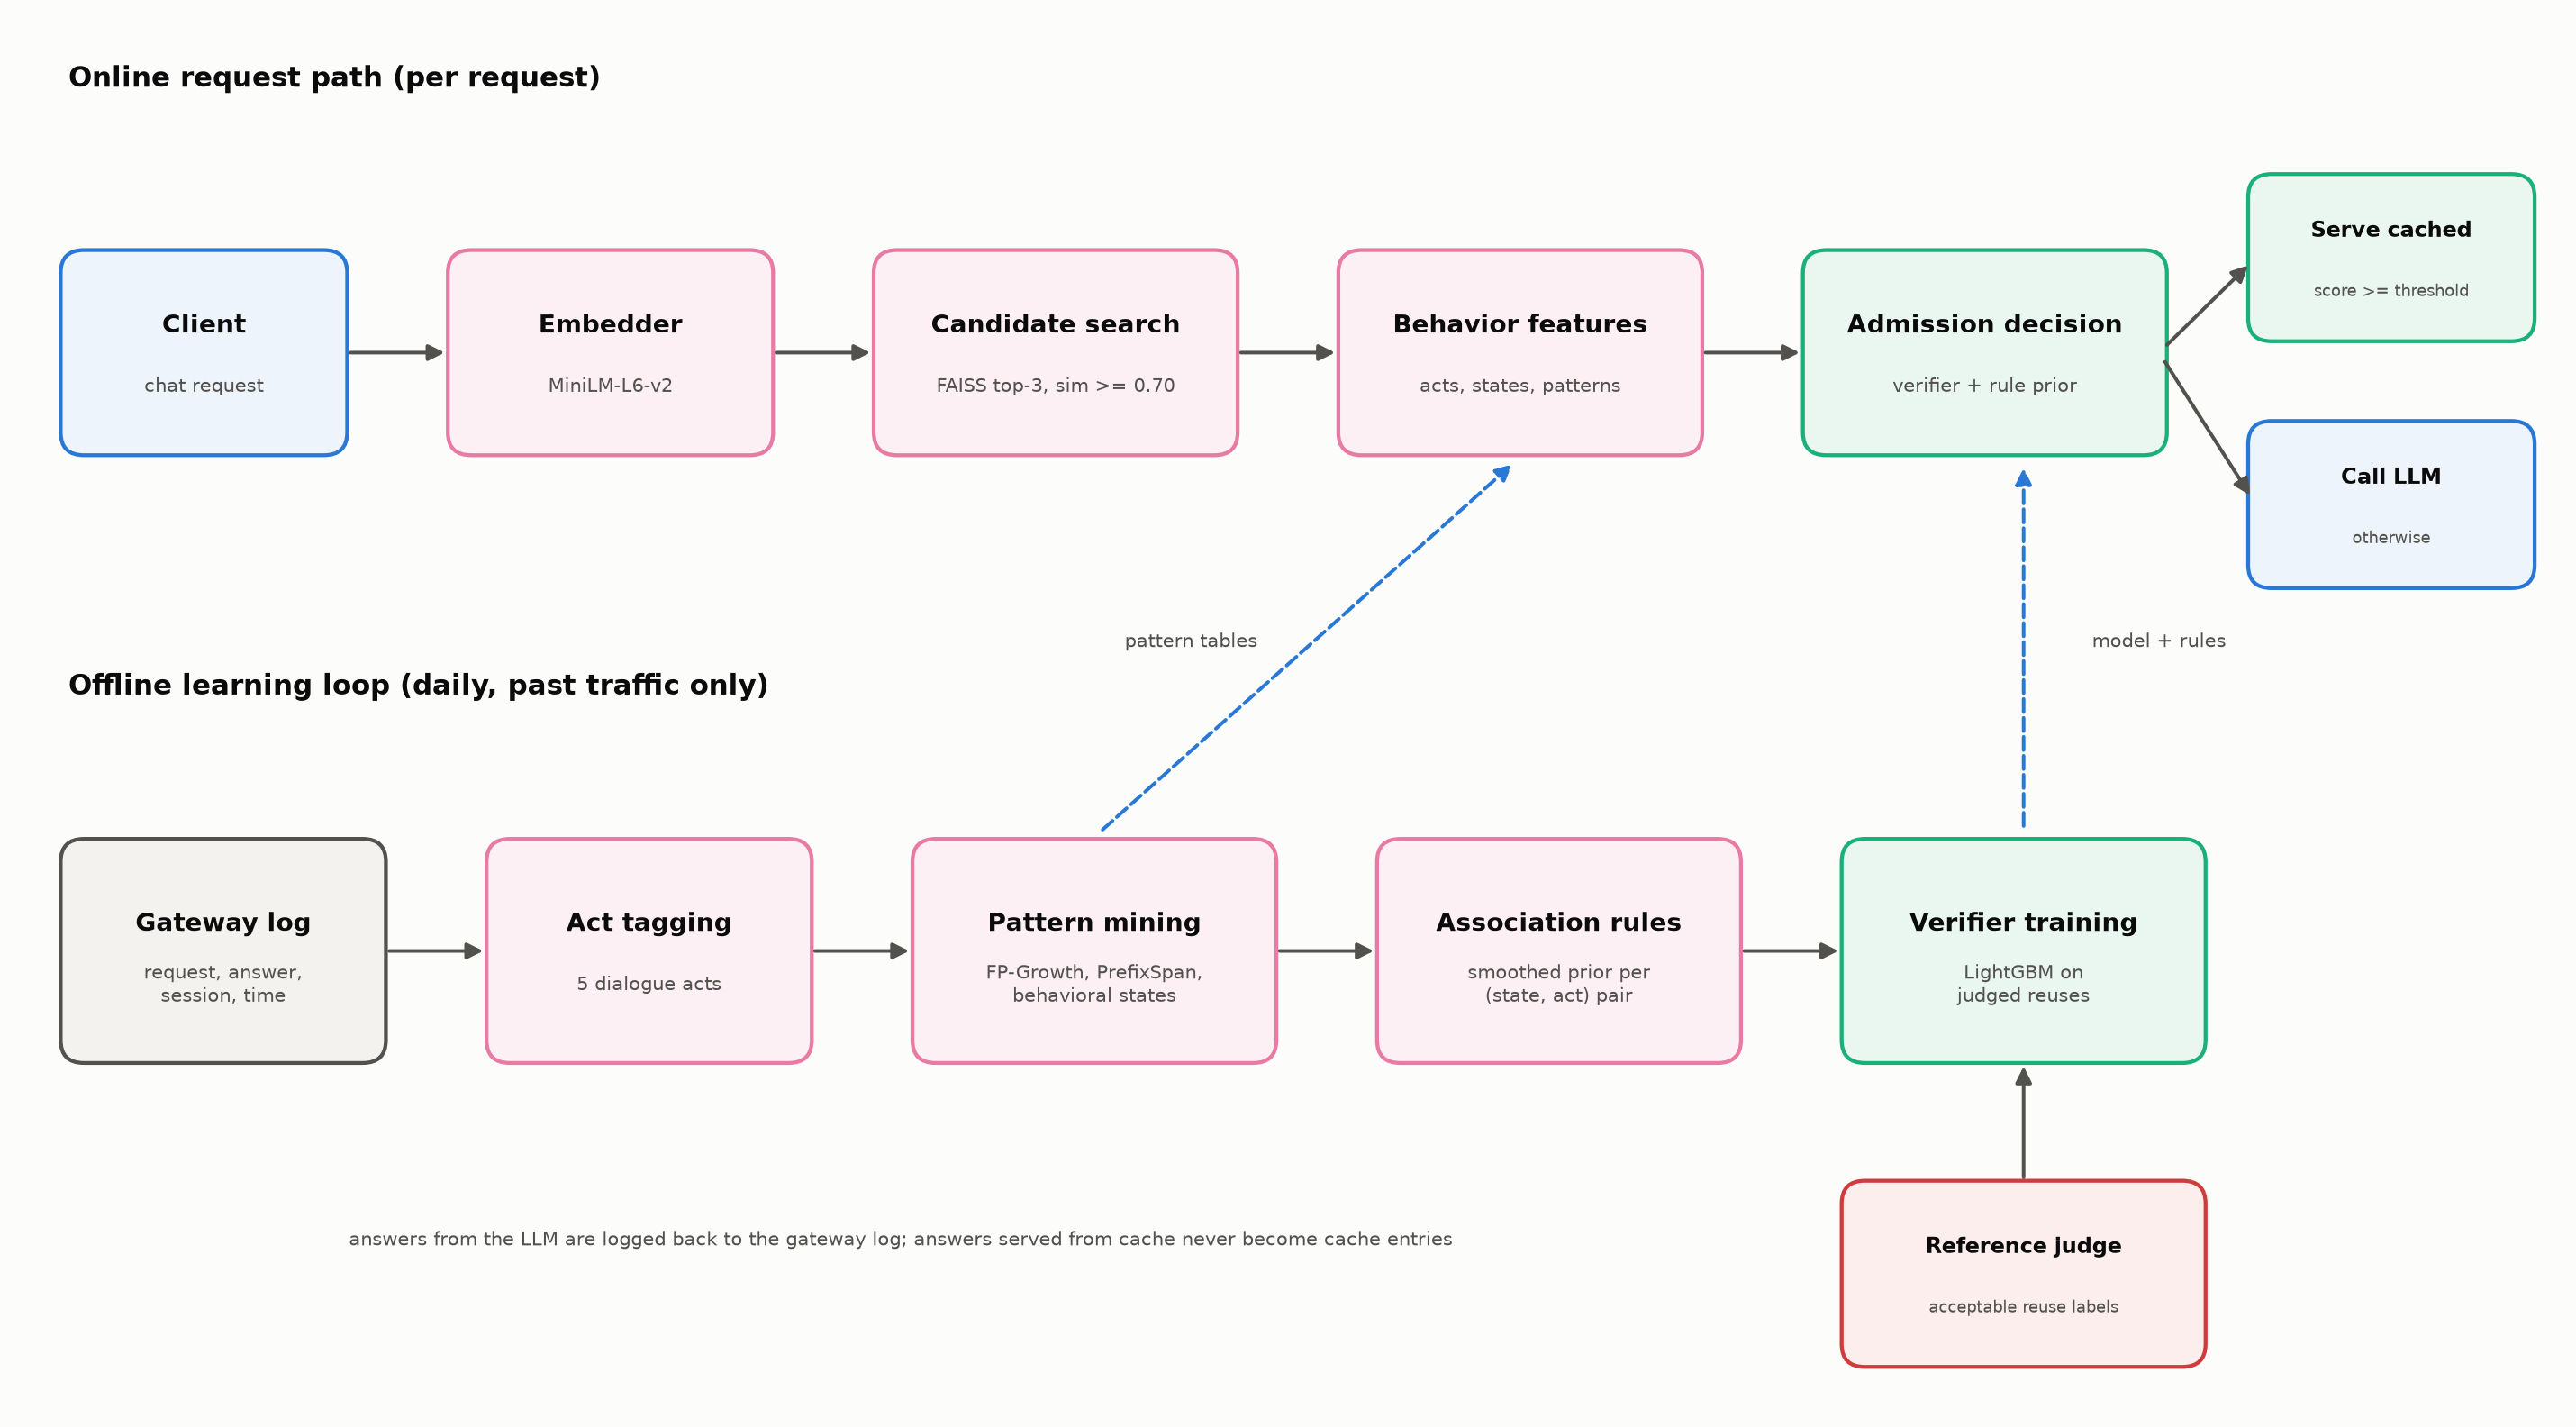 Online request path (per request)
Client
chat request
Embedder
MiniLM-L6-v2
Candidate search
FAISS top-3, sim >= 0.70
Behavior features
acts, states, patterns
Admission decision
verifier + rule prior
Serve cached
score >= threshold
Call LLM
otherwise
pattern tables
model + rules
Offline learning loop (daily, past traffic only)
Gateway log
request, answer,
session, time
Act tagging
5 dialogue acts
Pattern mining
FP-Growth, PrefixSpan,
behavioral states
Association rules
smoothed prior per
(state, act) pair
Verifier training
LightGBM on
judged reuses
Reference judge
acceptable reuse labels
answers from the LLM are logged back to the gateway log; answers served from cache never become cache entries